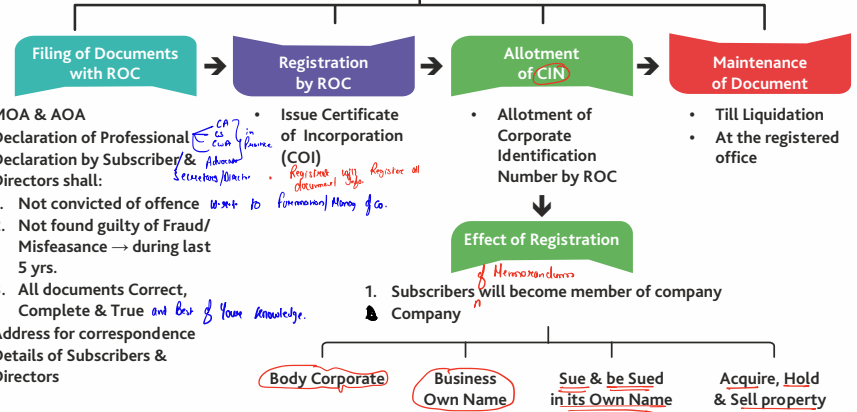 Filing of Documents
with ROC
Registration
by ROC
Allotment
of CIN
Maintenance
of Document
MOA & AOA
Declaration of Professional
CA
CS
CWA
Advocate
in
Practice
Declaration by Subscriber &
Directors shall:
1. Not convicted of offence w.r.t to formation/Manag of co.
2. Not found guilty of Fraud/
Misfeasance → during last
5 yrs.
3. All documents Correct,
Complete & True and Best of Your knowledge.
Address for correspondence
Details of Subscribers &
Directors
• Issue Certificate
of Incorporation
(COI)
• Registrar will Register all
document Info.
• Allotment of
Corporate
Identification
Number by ROC
• Till Liquidation
• At the registered
office
Effect of Registration
of Memorandum
1. Subscribers will become member of company
Company
Body Corporate
Business
Own Name
Sue & be Sued
in its Own Name
Acquire, Hold
& Sell property